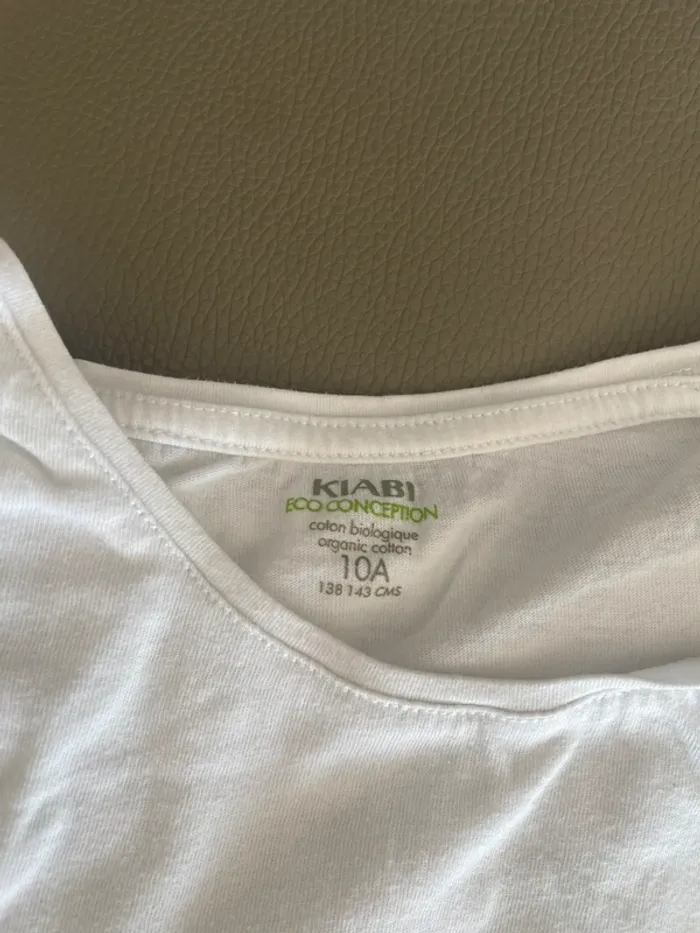 KIABI
ECO CONCEPTION
coton biologique
organic cotton
10A
138 143 CMS